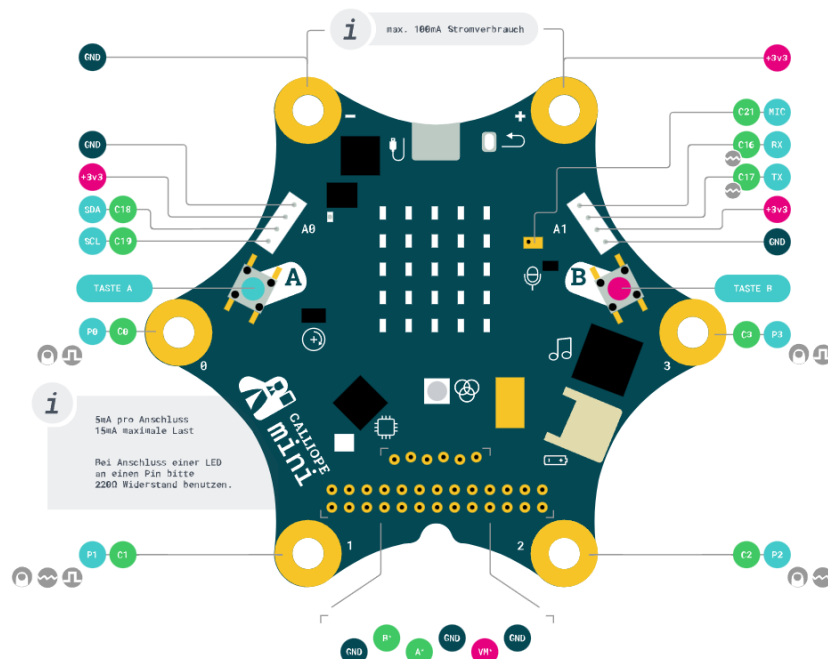 i max. 100mA Stromverbrauch
GND
+3v3
- +
C21 MIC
GND
C16 RX
+3v3
C17 TX
SDA C18
+3v3
SCL C19
GND
A0 A1
TASTE A
A B
TASTE B
P0 C0
C3 P3
0 3
i
5mA pro Anschluss
15mA maximale Last
Bei Anschluss einer LED
an einen Pin bitte
220Ω Widerstand benutzen.
CALLIOPE
mini
- +
P1 C1
1 2
C2 P2
GND B* A* GND VM* GND